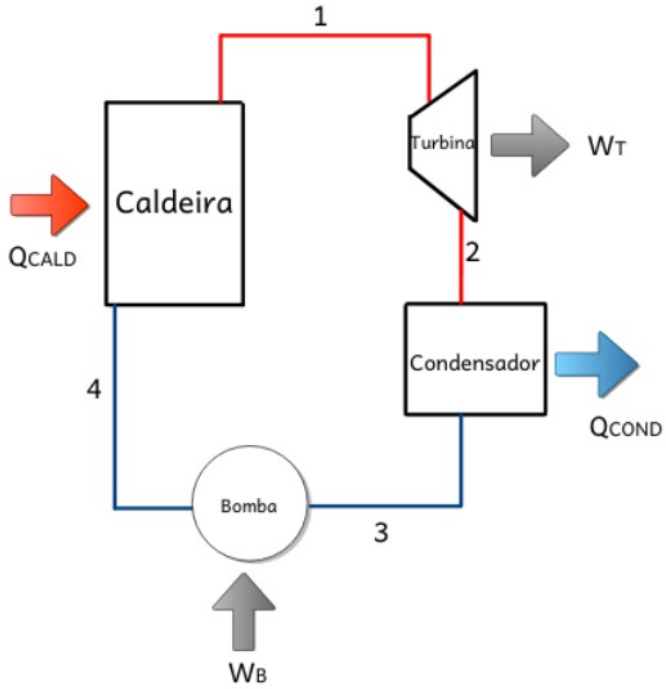 1
Turbina
WT
Caldeira
QCALD
2
Condensador
4
QCOND
Bomba
3
WB